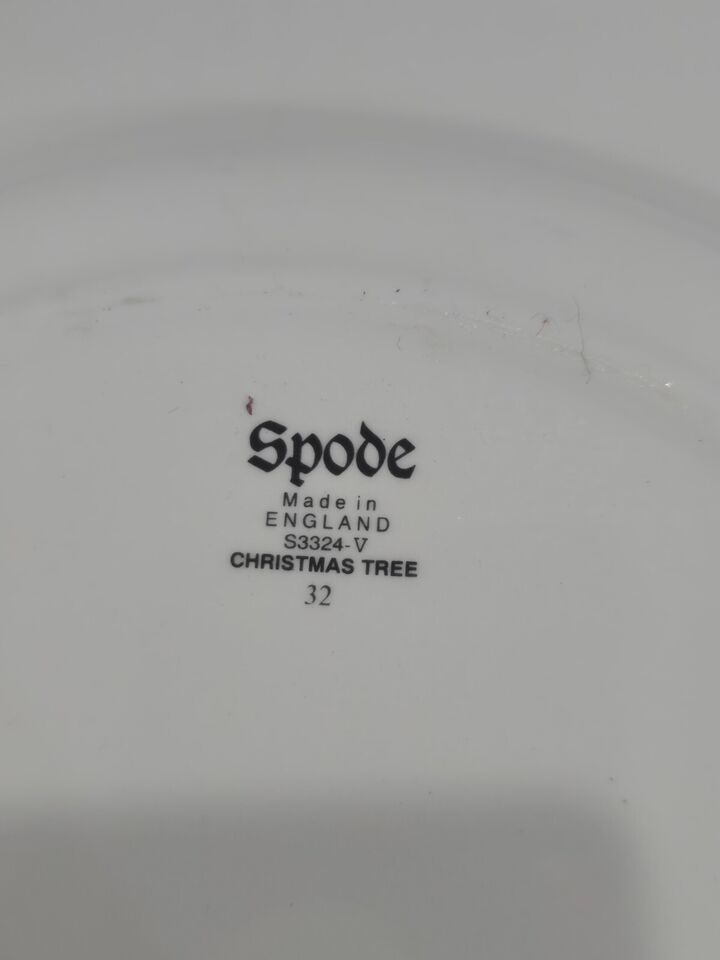 Spode
Made in
ENGLAND
S3324-V
CHRISTMAS TREE
32